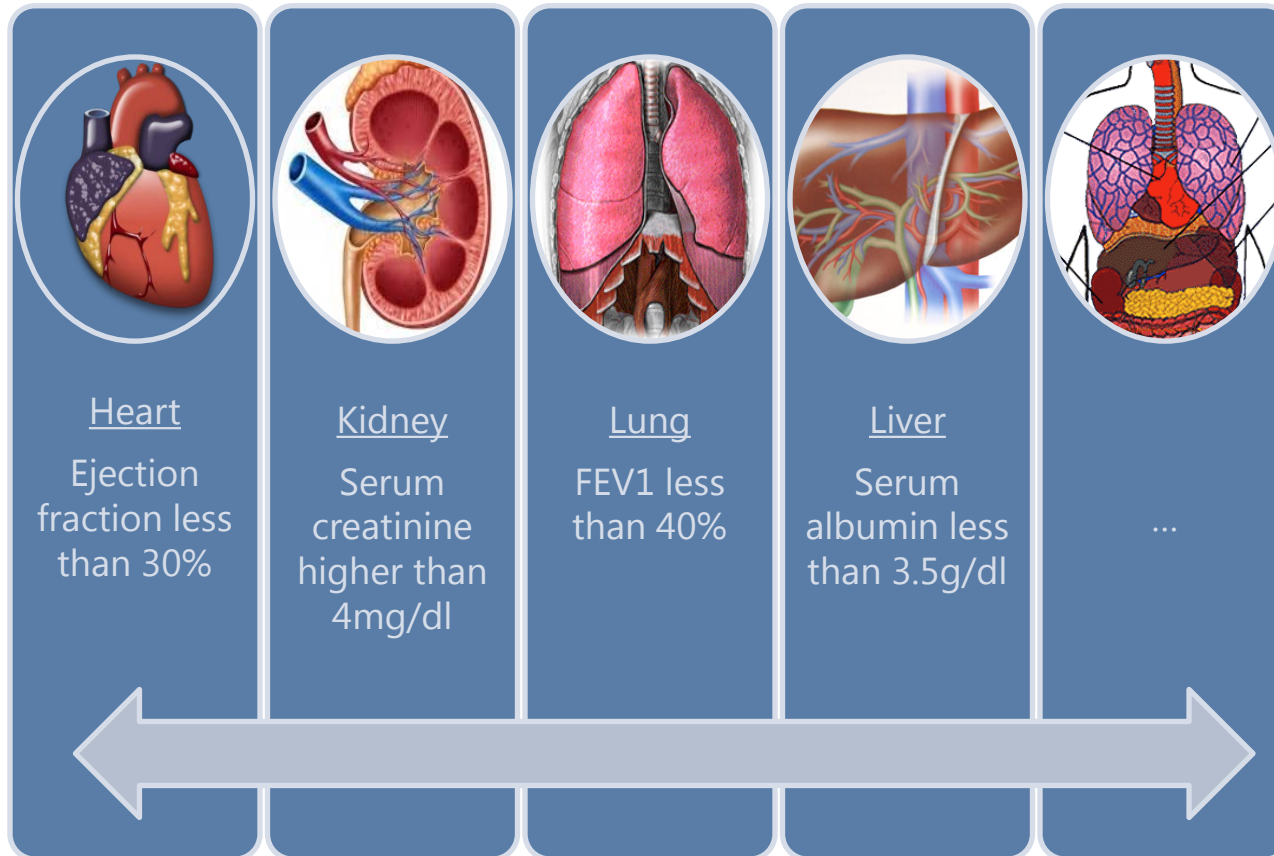 Heart
Ejection
fraction less
than 30%
Kidney
Serum
creatinine
higher than
4mg/dl
Lung
FEV1 less
than 40%
Liver
Serum
albumin less
than 3.5g/dl
...